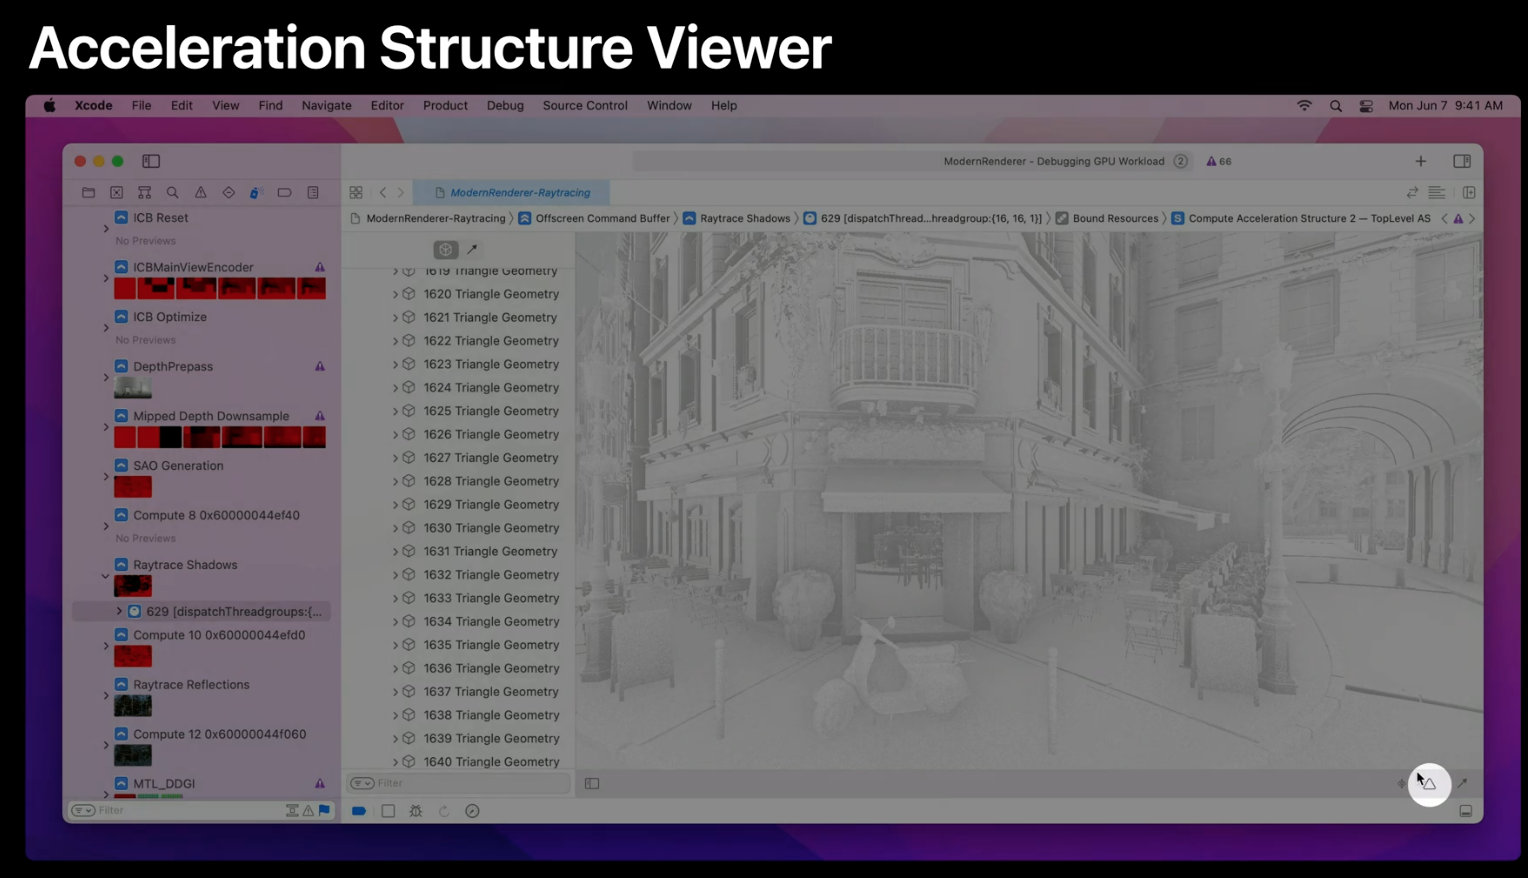 Acceleration Structure Viewer
Xcode File Edit View Find Navigate Editor Product Debug Source Control Window Help Mon Jun 7 9:41 AM
ModernRenderer - Debugging GPU Workload 2 66
ModernRenderer-Raytracing
ModernRenderer-Raytracing Offscreen Command Buffer Raytrace Shadows 629 [dispatchThread...hreadgroup:{16, 16, 1}] Bound Resources Compute Acceleration Structure 2 — TopLevel AS
ICB Reset
No Previews
ICBMainViewEncoder
ICB Optimize
No Previews
DepthPrepass
Mipped Depth Downsample
SAO Generation
Compute 8 0x60000044ef40
No Previews
Raytrace Shadows
629 [dispatchThreadgroups:{...
Compute 10 0x60000044efd0
Raytrace Reflections
Compute 12 0x60000044f060
MTL_DDGI
Filter
1619 Triangle Geometry
1620 Triangle Geometry
1621 Triangle Geometry
1622 Triangle Geometry
1623 Triangle Geometry
1624 Triangle Geometry
1625 Triangle Geometry
1626 Triangle Geometry
1627 Triangle Geometry
1628 Triangle Geometry
1629 Triangle Geometry
1630 Triangle Geometry
1631 Triangle Geometry
1632 Triangle Geometry
1633 Triangle Geometry
1634 Triangle Geometry
1635 Triangle Geometry
1636 Triangle Geometry
1637 Triangle Geometry
1638 Triangle Geometry
1639 Triangle Geometry
1640 Triangle Geometry
Filter